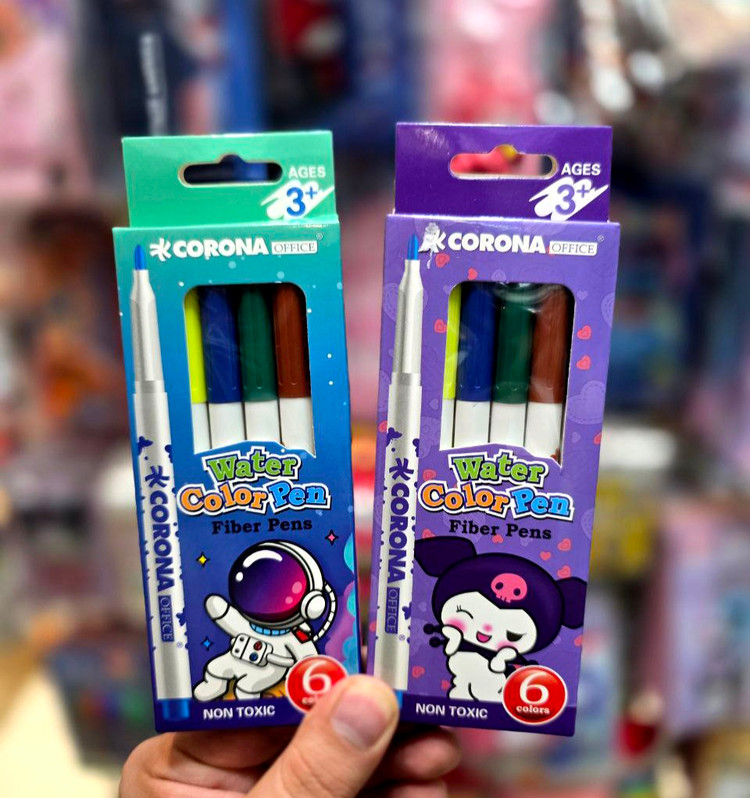 AGES
3+
CORONA OFFICE
Water
Color Pen
Fiber Pens
CORONA OFFICE
6
NON TOXIC
AGES
3+
CORONA OFFICE
Water
Color Pen
Fiber Pens
CORONA OFFICE
6
colors
NON TOXIC